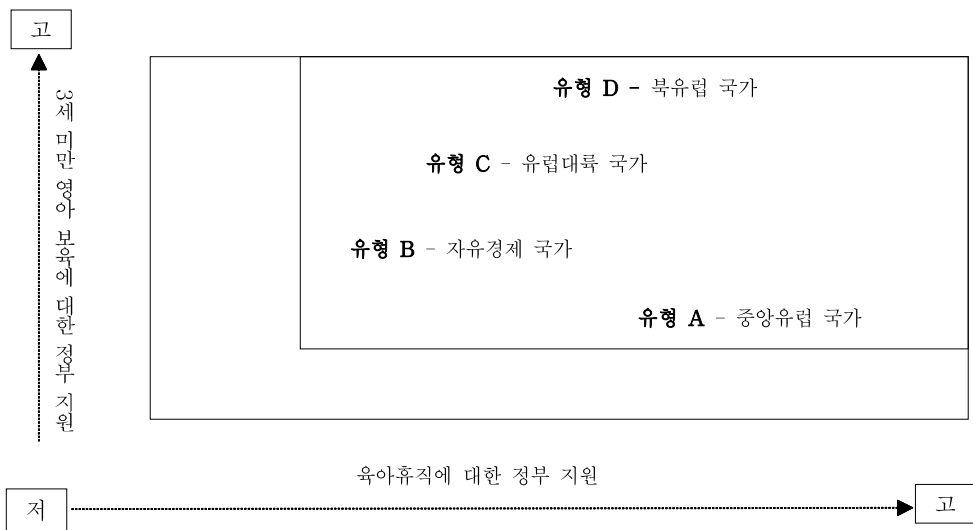 고
3세 미만 영아 보육에 대한 정부 지원
유형 D - 북유럽 국가
유형 C - 유럽대륙 국가
유형 B - 자유경제 국가
유형 A - 중앙유럽 국가
육아휴직에 대한 정부 지원
저
고